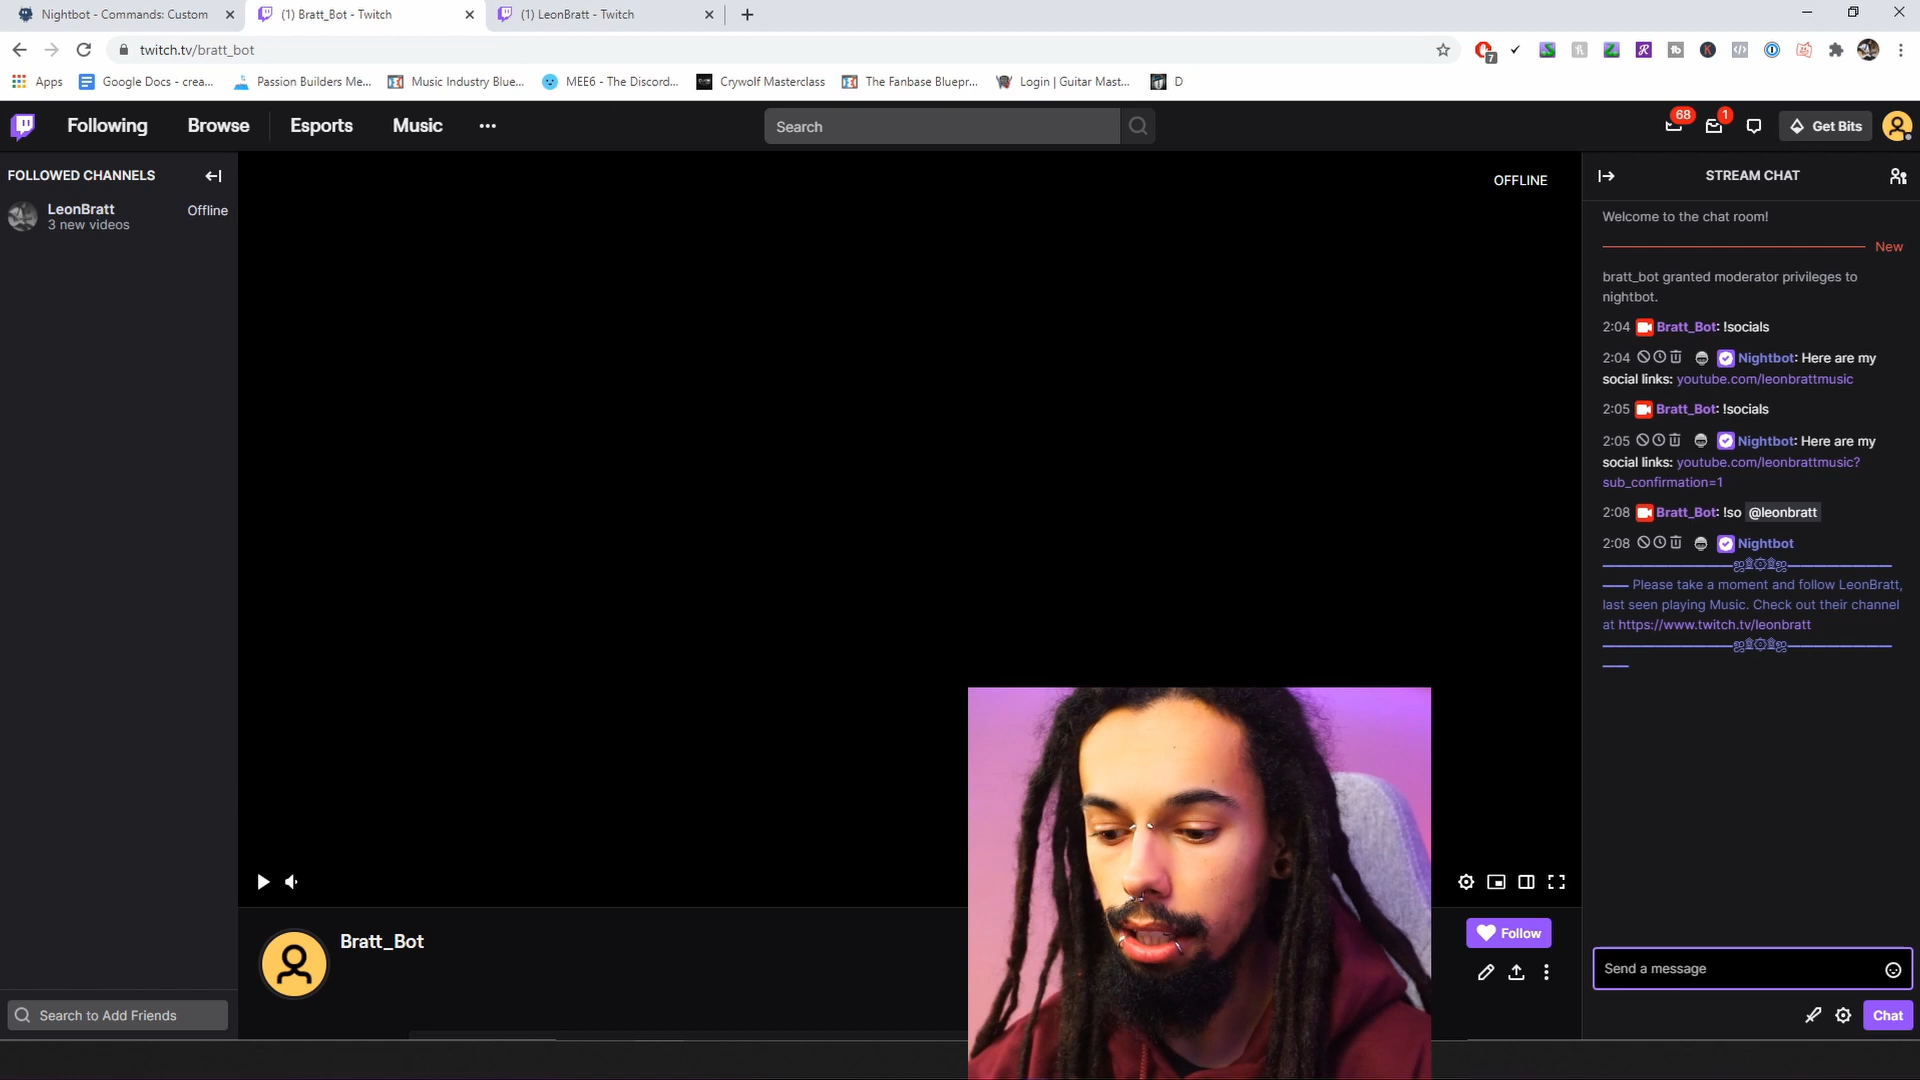 Nightbot - Commands: Custom
(1) Bratt_Bot - Twitch
(1) LeonBratt - Twitch
twitch.tv/bratt_bot
7
Apps
Google Docs - crea...
Passion Builders Me...
Music Industry Blue...
MEE6 - The Discord...
Crywolf Masterclass
The Fanbase Bluepr...
Login | Guitar Mast...
D
Following
Browse
Esports
Music
Search
68
1
Get Bits
FOLLOWED CHANNELS
LeonBratt
Offline
3 new videos
OFFLINE
STREAM CHAT
Welcome to the chat room!
New
bratt_bot granted moderator privileges to
nightbot.
2:04 Bratt_Bot: !socials
2:04 Nightbot: Here are my
social links: youtube.com/leonbrattmusic
2:05 Bratt_Bot: !socials
2:05 Nightbot: Here are my
social links: youtube.com/leonbrattmusic?
sub_confirmation=1
2:08 Bratt_Bot: !so @leonbratt
2:08 Nightbot
Please take a moment and follow LeonBratt,
last seen playing Music. Check out their channel
at https://www.twitch.tv/leonbratt
Bratt_Bot
Follow
Send a message
Search to Add Friends
Chat